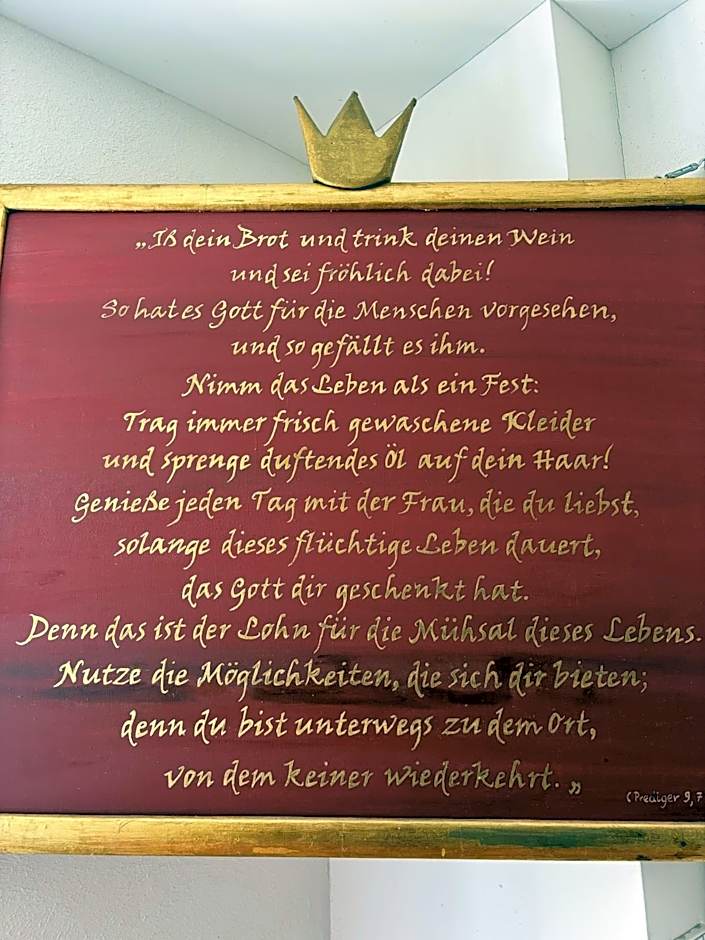 „Iß dein Brot und trink deinen Wein
und sei fröhlich dabei!
So hat es Gott für die Menschen vorgesehen,
und so gefällt es ihm.
Nimm das Leben als ein Fest:
Trag immer frisch gewaschene Kleider
und sprenge duftendes Öl auf dein Haar!
Genieße jeden Tag mit der Frau, die du liebst,
solange dieses flüchtige Leben dauert,
das Gott dir geschenkt hat.
Denn das ist der Lohn für die Mühsal dieses Lebens.
Nutze die Möglichkeiten, die sich dir bieten;
denn du bist unterwegs zu dem Ort,
von dem keiner wiederkehrt. „
(Prediger 9,7